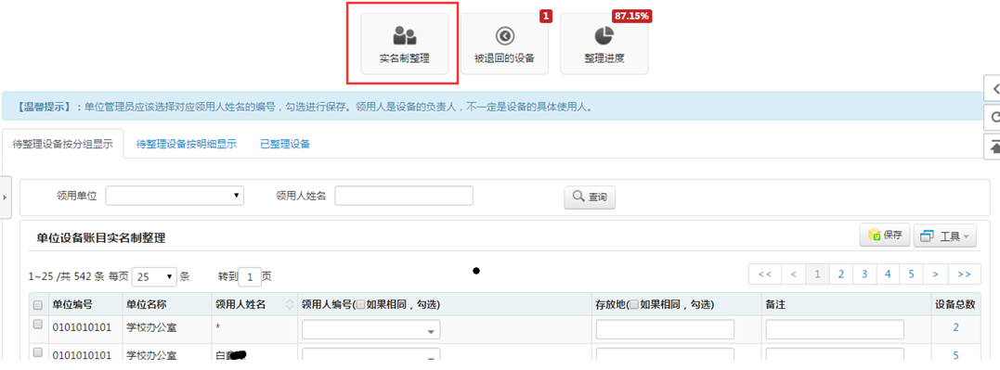 1 87.15%
实名制整理 被退回的设备 整理进度
【温馨提示】：单位管理员应该选择对应领用人姓名的编号，勾选进行保存。领用人是设备的负责人，不一定是设备的具体使用人。
待整理设备按分组显示 待整理设备按明细显示 已整理设备
领用单位 领用人姓名 查询
单位设备账目实名制整理 保存 工具
1~25 /共 542 条 每页 25 条 转到 1 页 << < 1 2 3 4 5 > >>
单位编号 单位名称 领用人姓名 领用人编号(如果相同，勾选) 存放地(如果相同，勾选) 备注 设备总数
0101010101 学校办公室 * 2
0101010101 学校办公室 白 5